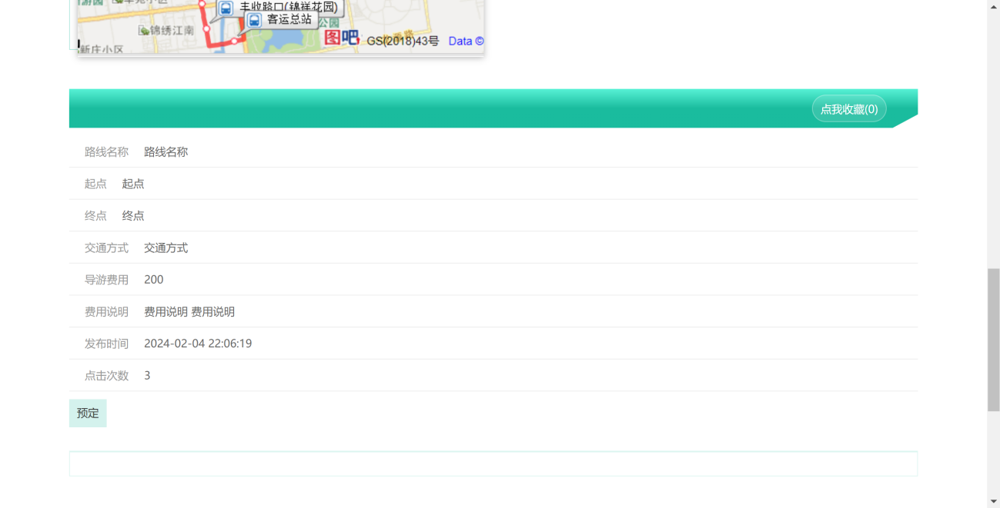 丰收路口(锦祥花园)
客运总站
公园
锦绣江南
图吧 GS(2018)43号 Data ©
新庄小区
点我收藏(0)
路线名称 路线名称
起点 起点
终点 终点
交通方式 交通方式
导游费用 200
费用说明 费用说明 费用说明
发布时间 2024-02-04 22:06:19
点击次数 3
预定